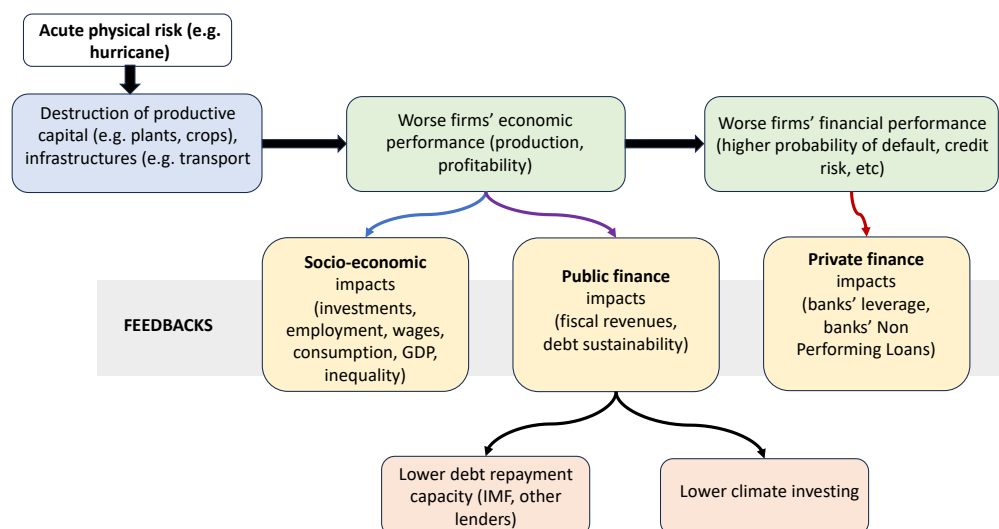 Acute physical risk (e.g.
hurricane)
Destruction of productive
capital (e.g. plants, crops),
infrastructures (e.g. transport
Worse firms’ economic
performance (production,
profitability)
Worse firms’ financial performance
(higher probability of default, credit
risk, etc)
FEEDBACKS
Socio-economic
impacts
(investments,
employment, wages,
consumption, GDP,
inequality)
Public finance
impacts
(fiscal revenues,
debt sustainability)
Private finance
impacts
(banks’ leverage,
banks’ Non
Performing Loans)
Lower debt repayment
capacity (IMF, other
lenders)
Lower climate investing